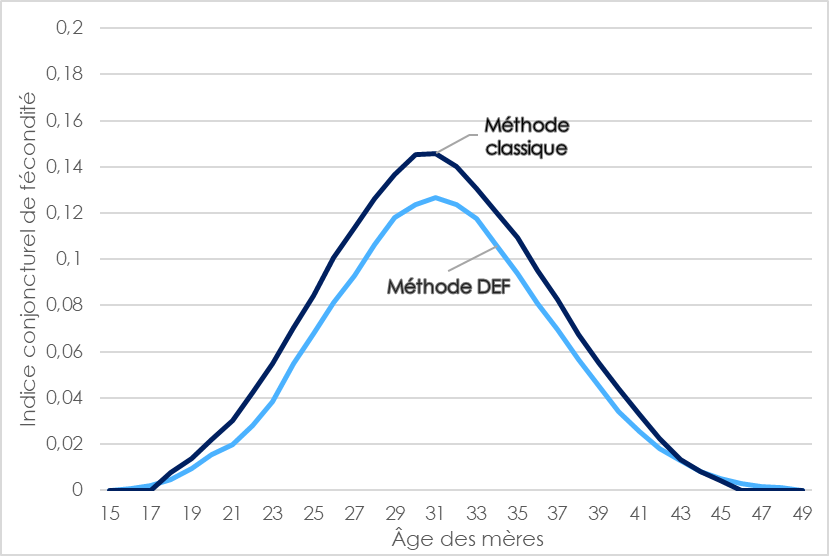 0,2
0,18
0,16
0,14
0,12
0,1
0,08
0,06
0,04
0,02
0
Indice conjoncturel de fécondité
Méthode
classique
Méthode DEF
15 17 19 21 23 25 27 29 31 33 35 37 39 41 43 45 47 49
Âge des mères